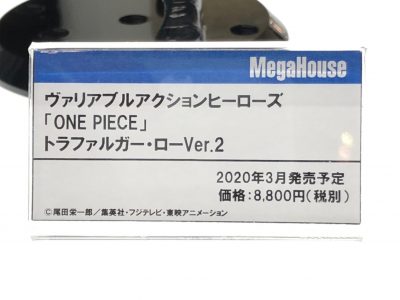 MegaHouse
ヴァリアブルアクションヒーローズ
「ONE PIECE」
トラファルガー・ローVer.2
2020年3月発売予定
価格:8,800円(税別)
©尾田栄一郎/集英社・フジテレビ・東映アニメーション